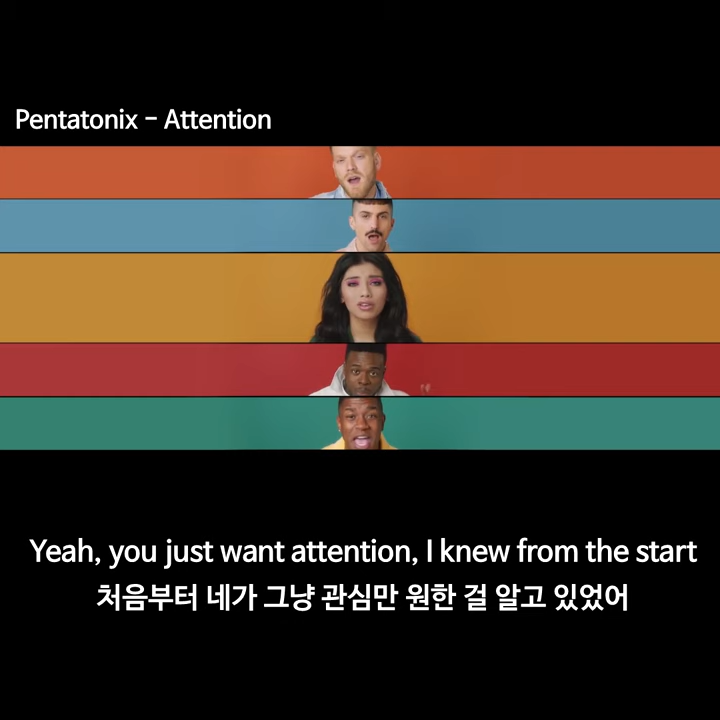 Pentatonix - Attention
Yeah, you just want attention, I knew from the start
처음부터 네가 그냥 관심만 원한 걸 알고 있었어